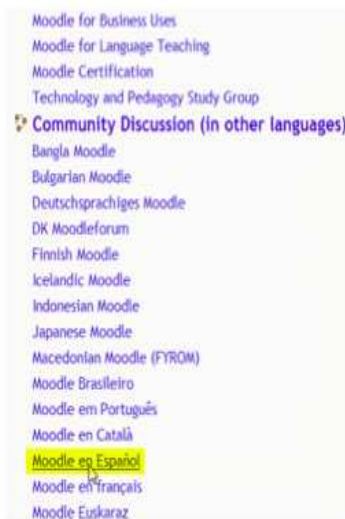 Moodle for Business Uses
Moodle for Language Teaching
Moodle Certification
Technology and Pedagogy Study Group
Community Discussion (in other languages)
Bangla Moodle
Bulgarian Moodle
Deutschsprachiges Moodle
DK Moodleforum
Finnish Moodle
Icelandic Moodle
Indonesian Moodle
Japanese Moodle
Macedonian Moodle (FYROM)
Moodle Brasileiro
Moodle em Português
Moodle en Català
Moodle en Español
Moodle en français
Moodle Euskaraz